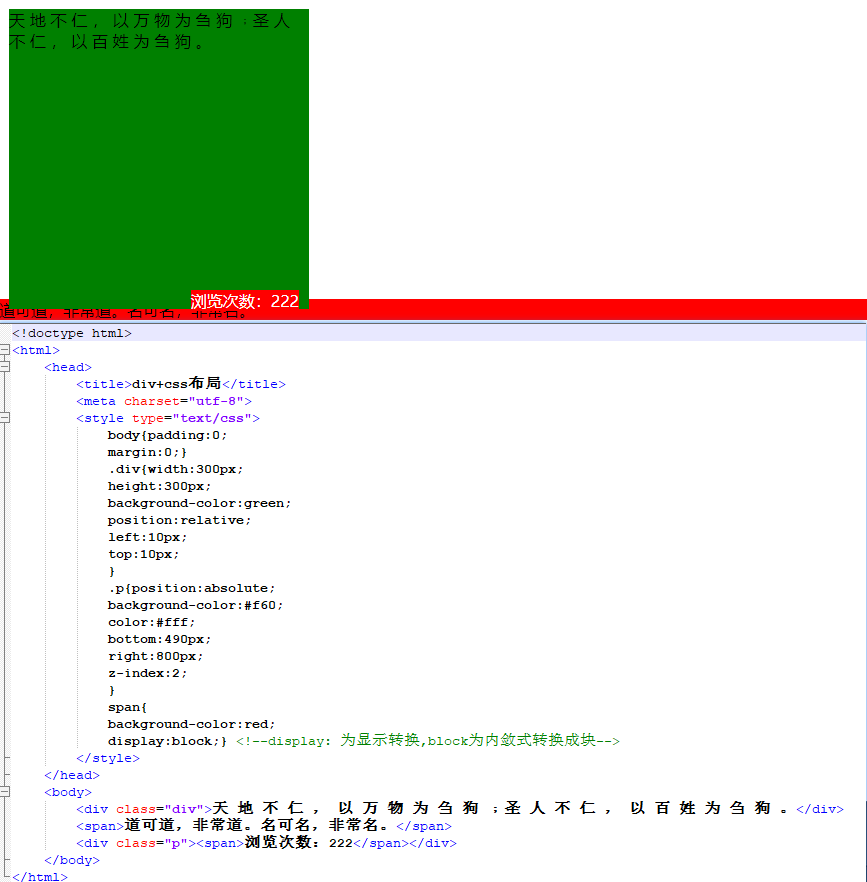 天 地 不 仁 ， 以 万 物 为 刍 狗 ；圣 人
不 仁 ， 以 百 姓 为 刍 狗 。
浏览次数：222
道可道，非常道。名可名，非常名。
<!doctype html>
<html>
<head>
<title>div+css布局</title>
<meta charset="utf-8">
<style type="text/css">
body{padding:0;
margin:0;}
.div{width:300px;
height:300px;
background-color:green;
position:relative;
left:10px;
top:10px;
}
.p{position:absolute;
background-color:#f60;
color:#fff;
bottom:490px;
right:800px;
z-index:2;
}
span{
background-color:red;
display:block;} <!--display：为显示转换,block为内敛式转换成块-->
</style>
</head>
<body>
<div class="div">天 地 不 仁 ， 以 万 物 为 刍 狗 ；圣 人 不 仁 ， 以 百 姓 为 刍 狗 。</div>
<span>道可道，非常道。名可名，非常名。</span>
<div class="p"><span>浏览次数：222</span></div>
</body>
</html>